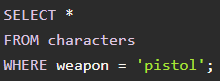 SELECT *
FROM characters
WHERE weapon = 'pistol';